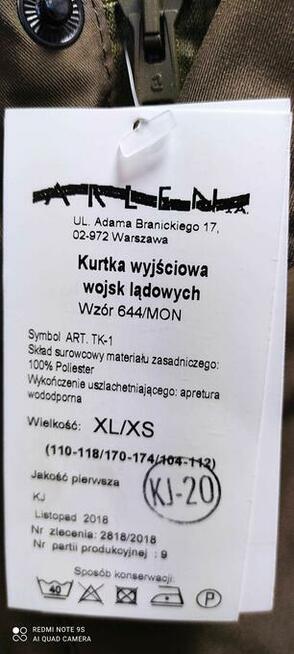 ARLEN S.A.
UL. Adama Branickiego 17,
02-972 Warszawa
Kurtka wyjściowa
wojsk lądowych
Wzór 644/MON
Symbol ART. TK-1
Skład surowcowy materiału zasadniczego:
100% Poliester
Wykończenie uszlachetniającego: apretura
wodoodporna
Wielkość: XL/XS
(110-118/170-174/104-112)
Jakość pierwsza
KJ-20
KJ
Listopad 2018
Nr zlecenia: 2818/2018
Nr partii produkcyjnej : 9
Sposób konserwacji:
40
P
REDMI NOTE 9S
AI QUAD CAMERA